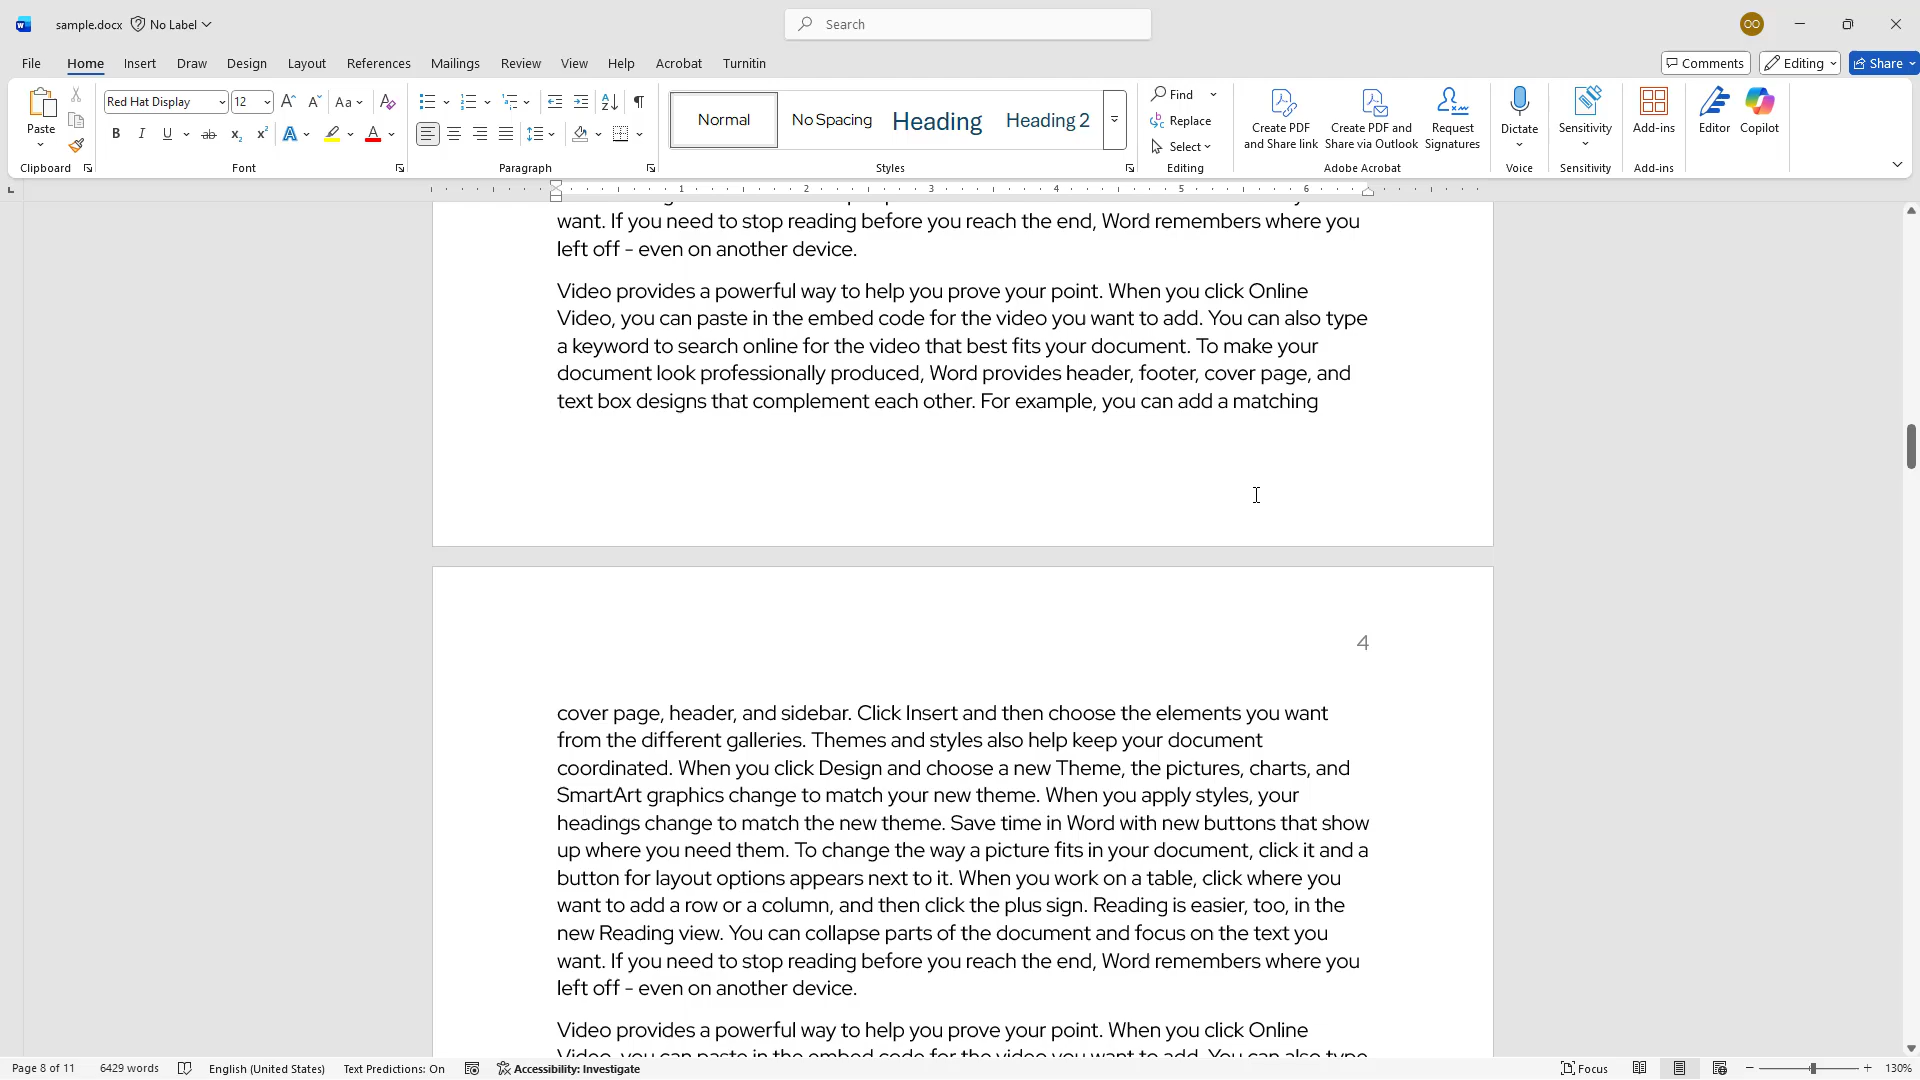 sample.docx No Label
Search
OO
File Home Insert Draw Design Layout References Mailings Review View Help Acrobat Turnitin
Comments Editing Share
Paste
Clipboard
Red Hat Display 12
Font
Paragraph
Normal No Spacing Heading Heading 2
Styles
Find
Replace
Select
Editing
Create PDF
and Share link
Create PDF and
Share via Outlook
Request
Signatures
Adobe Acrobat
Dictate
Voice
Sensitivity
Sensitivity
Add-ins
Add-ins
Editor
Copilot
1 2 3 4 5 6
want. If you need to stop reading before you reach the end, Word remembers where you
left off - even on another device.
Video provides a powerful way to help you prove your point. When you click Online
Video, you can paste in the embed code for the video you want to add. You can also type
a keyword to search online for the video that best fits your document. To make your
document look professionally produced, Word provides header, footer, cover page, and
text box designs that complement each other. For example, you can add a matching
4
cover page, header, and sidebar. Click Insert and then choose the elements you want
from the different galleries. Themes and styles also help keep your document
coordinated. When you click Design and choose a new Theme, the pictures, charts, and
SmartArt graphics change to match your new theme. When you apply styles, your
headings change to match the new theme. Save time in Word with new buttons that show
up where you need them. To change the way a picture fits in your document, click it and a
button for layout options appears next to it. When you work on a table, click where you
want to add a row or a column, and then click the plus sign. Reading is easier, too, in the
new Reading view. You can collapse parts of the document and focus on the text you
want. If you need to stop reading before you reach the end, Word remembers where you
left off - even on another device.
Video provides a powerful way to help you prove your point. When you click Online
Video, you can paste in the embed code for the video you want to add. You can also type
Page 8 of 11 6429 words English (United States) Text Predictions: On Accessibility: Investigate Focus 130%